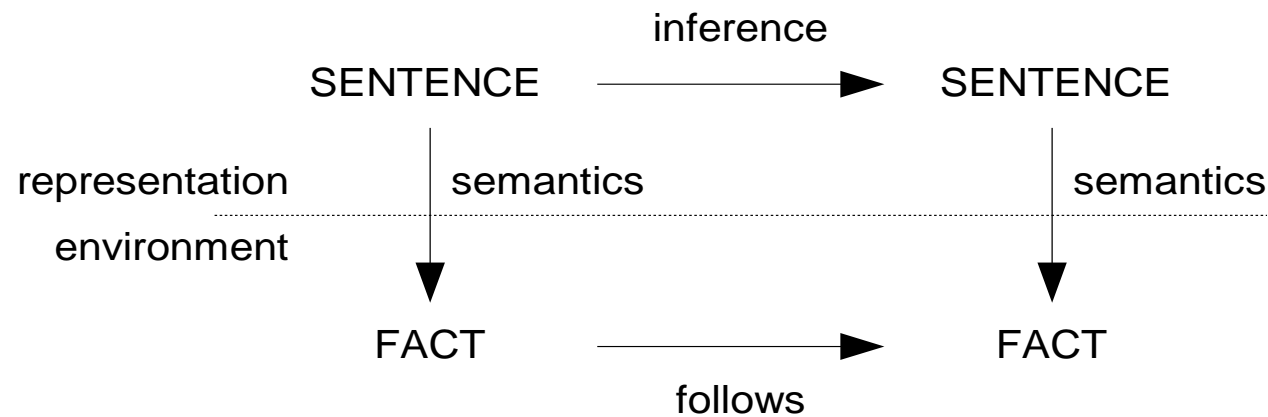 inference
SENTENCE SENTENCE
representation semantics semantics
environment
FACT FACT
follows